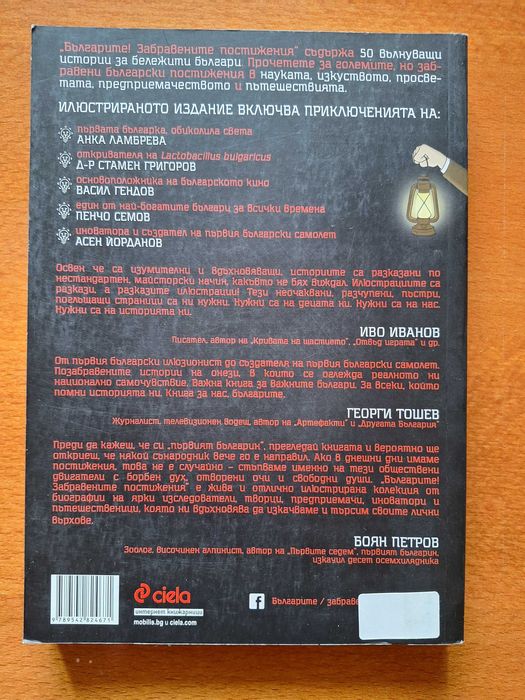 „Българите! Забравените постижения“ съдържа 50 вълнуващи
истории за бележити българи. Прочетете за големите, но заб-
равени български постижения в науката, изкуството, просве-
тата, предприемачеството и пътешествията.
ИЛЮСТРИРАНОТО ИЗДАНИЕ ВКЛЮЧВА ПРИКЛЮЧЕНИЯТА НА:
първата българка, обиколила света
АНКА ЛАМБРЕВА
откривателя на Lactobacillus bulgaricus
Д-Р СТАМЕН ГРИГОРОВ
основоположника на българското кино
ВАСИЛ ГЕНДОВ
един от най-богатите българи за всички времена
ПЕНЧО СЕМОВ
иноватора и създател на първия български самолет
АСЕН ЙОРДАНОВ
Освен че са изумителни и вдъхновяващи, историите са разказани по
нестандартен, майсторски начин, какъвто не бях виждал. Илюстрациите са
разкази, а разказите илюстрации! Тези неочаквани, разчупени, пъстри,
поглъщащи страници са ни нужни. Нужни са на децата ни. Нужни са на нас.
Нужни са на историята ни.
ИВО ИВАНОВ
Писател, автор на „Кривата на щастието“, „Отвъд играта“ и др.
От първия български илюзионист до създателя на първия български самолет.
Позабравените истории на онези, в които се оглежда реалното ни
национално самочувствие. Важна книга за важните българи. За всеки, който
помни историята ни. Книга за нас, българите.
ГЕОРГИ ТОШЕВ
Журналист, телевизионен водещ, автор на „Артефакти“ и „Другата България“
Преди да кажеш, че си „първият българин“, прегледай книгата и вероятно ще
откриеш, че някой сънародник вече го е направил. Ако в днешни дни имаме
постижения, това не е случайно – стъпваме именно на тези обществени
двигатели с борбен дух, отворени очи и свободни души. „Българите!
Забравените постижения“ е жива и отлично илюстрирана колекция от
биографии на ярки изследователи, творци, предприемачи, иноватори и
пътешественици, която ни вдъхновява да изкачваме и търсим своите лични
върхове.
БОЯН ПЕТРОВ
Зоолог, височинен алпинист, автор на „Първите седем“, първият българин,
изкачил десет осемхилядника
9 789542 824675
ciela
интернет книжарници
mobilis.bg и ciela.com
Българите / забраве